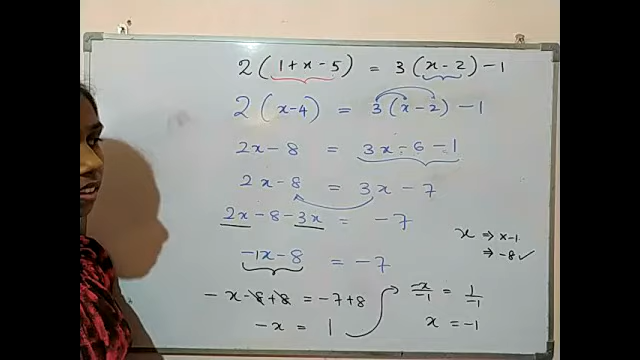 2(1+x-5) = 3(x-2)-1
2(x-4) = 3(x-2)-1
2x-8 = 3x-6-1
2x-8 = 3x-7
2x-8-3x = -7
-1x-8 = -7
-x-8+8 = -7+8
-x = 1
-x/-1 = 1/-1
x = -1
x ⇒ x-1
⇒ -8 ✓